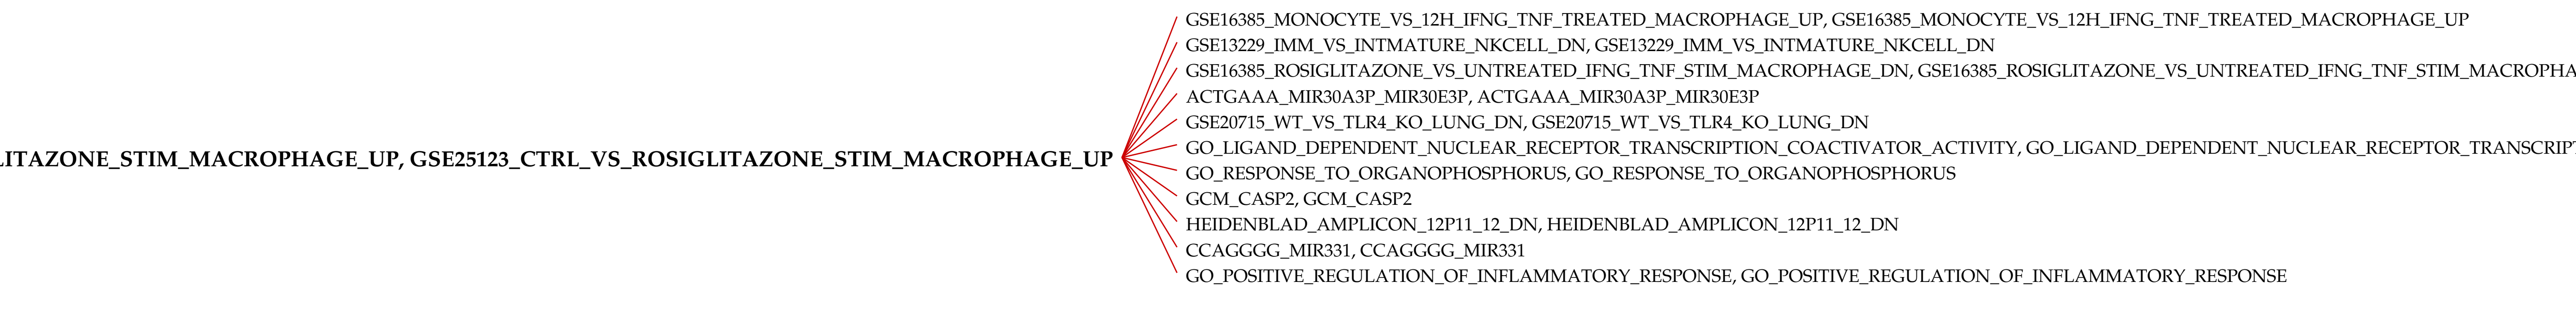 GSE16385_MONOCYTE_VS_12H_IFNG_TNF_TREATED_MACROPHAGE_UP, GSE16385_MONOCYTE_VS_12H_IFNG_TNF_TREATED_MACROPHAGE_UP
GSE13229_IMM_VS_INTMATURE_NKCELL_DN, GSE13229_IMM_VS_INTMATURE_NKCELL_DN
GSE16385_ROSIGLITAZONE_VS_UNTREATED_IFNG_TNF_STIM_MACROPHAGE_DN, GSE16385_ROSIGLITAZONE_VS_UNTREATED_IFNG_TNF_STIM_MACROPHA
ACTGAAA_MIR30A3P_MIR30E3P, ACTGAAA_MIR30A3P_MIR30E3P
GSE20715_WT_VS_TLR4_KO_LUNG_DN, GSE20715_WT_VS_TLR4_KO_LUNG_DN
GO_LIGAND_DEPENDENT_NUCLEAR_RECEPTOR_TRANSCRIPTION_COACTIVATOR_ACTIVITY, GO_LIGAND_DEPENDENT_NUCLEAR_RECEPTOR_TRANSCRIPT
LITAZONE_STIM_MACROPHAGE_UP, GSE25123_CTRL_VS_ROSIGLITAZONE_STIM_MACROPHAGE_UP
GO_RESPONSE_TO_ORGANOPHOSPHORUS, GO_RESPONSE_TO_ORGANOPHOSPHORUS
GCM_CASP2, GCM_CASP2
HEIDENBLAD_AMPLICON_12P11_12_DN, HEIDENBLAD_AMPLICON_12P11_12_DN
CCAGGGG_MIR331, CCAGGGG_MIR331
GO_POSITIVE_REGULATION_OF_INFLAMMATORY_RESPONSE, GO_POSITIVE_REGULATION_OF_INFLAMMATORY_RESPONSE